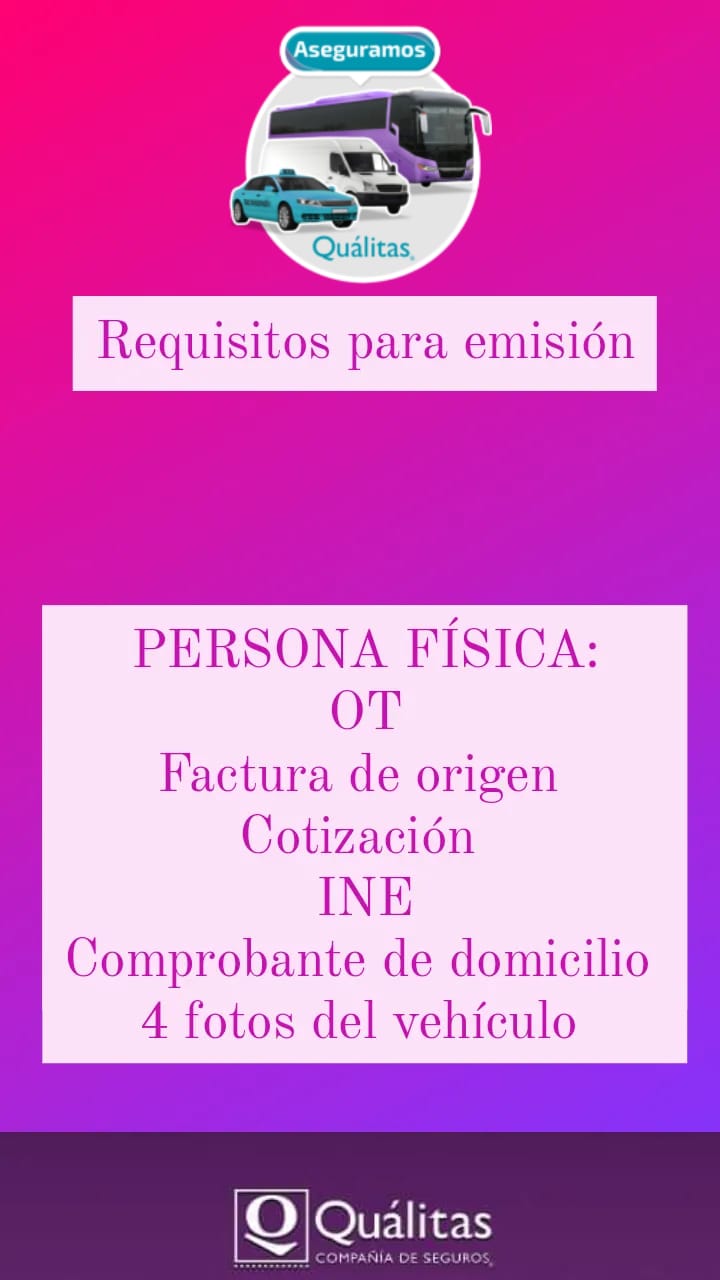 Aseguramos
Quálitas
Requisitos para emisión
PERSONA FÍSICA:
OT
Factura de origen
Cotización
INE
Comprobante de domicilio
4 fotos del vehículo
Q Quálitas
COMPAÑÍA DE SEGUROS